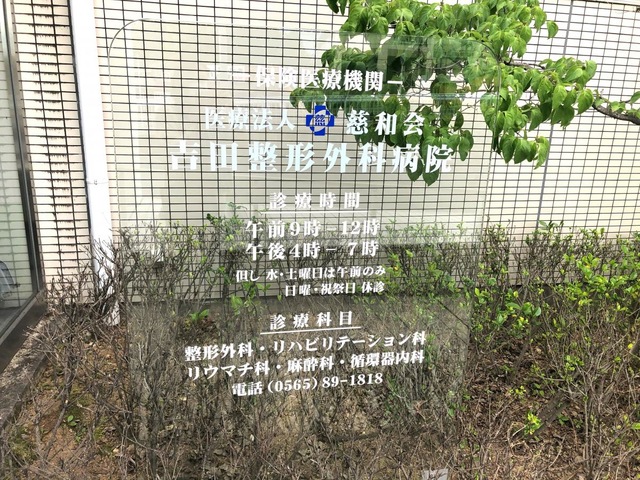 保険医療機関
医療法人 慈和会
吉田整形外科病院
診療時間
午前9時－12時
午後4時－7時
但し 水・土曜日は午前のみ
日曜・祝祭日 休診
診療科目
整形外科・リハビリテーション科
リウマチ科・麻酔科・循環器内科
電話 (0565) 89-1818